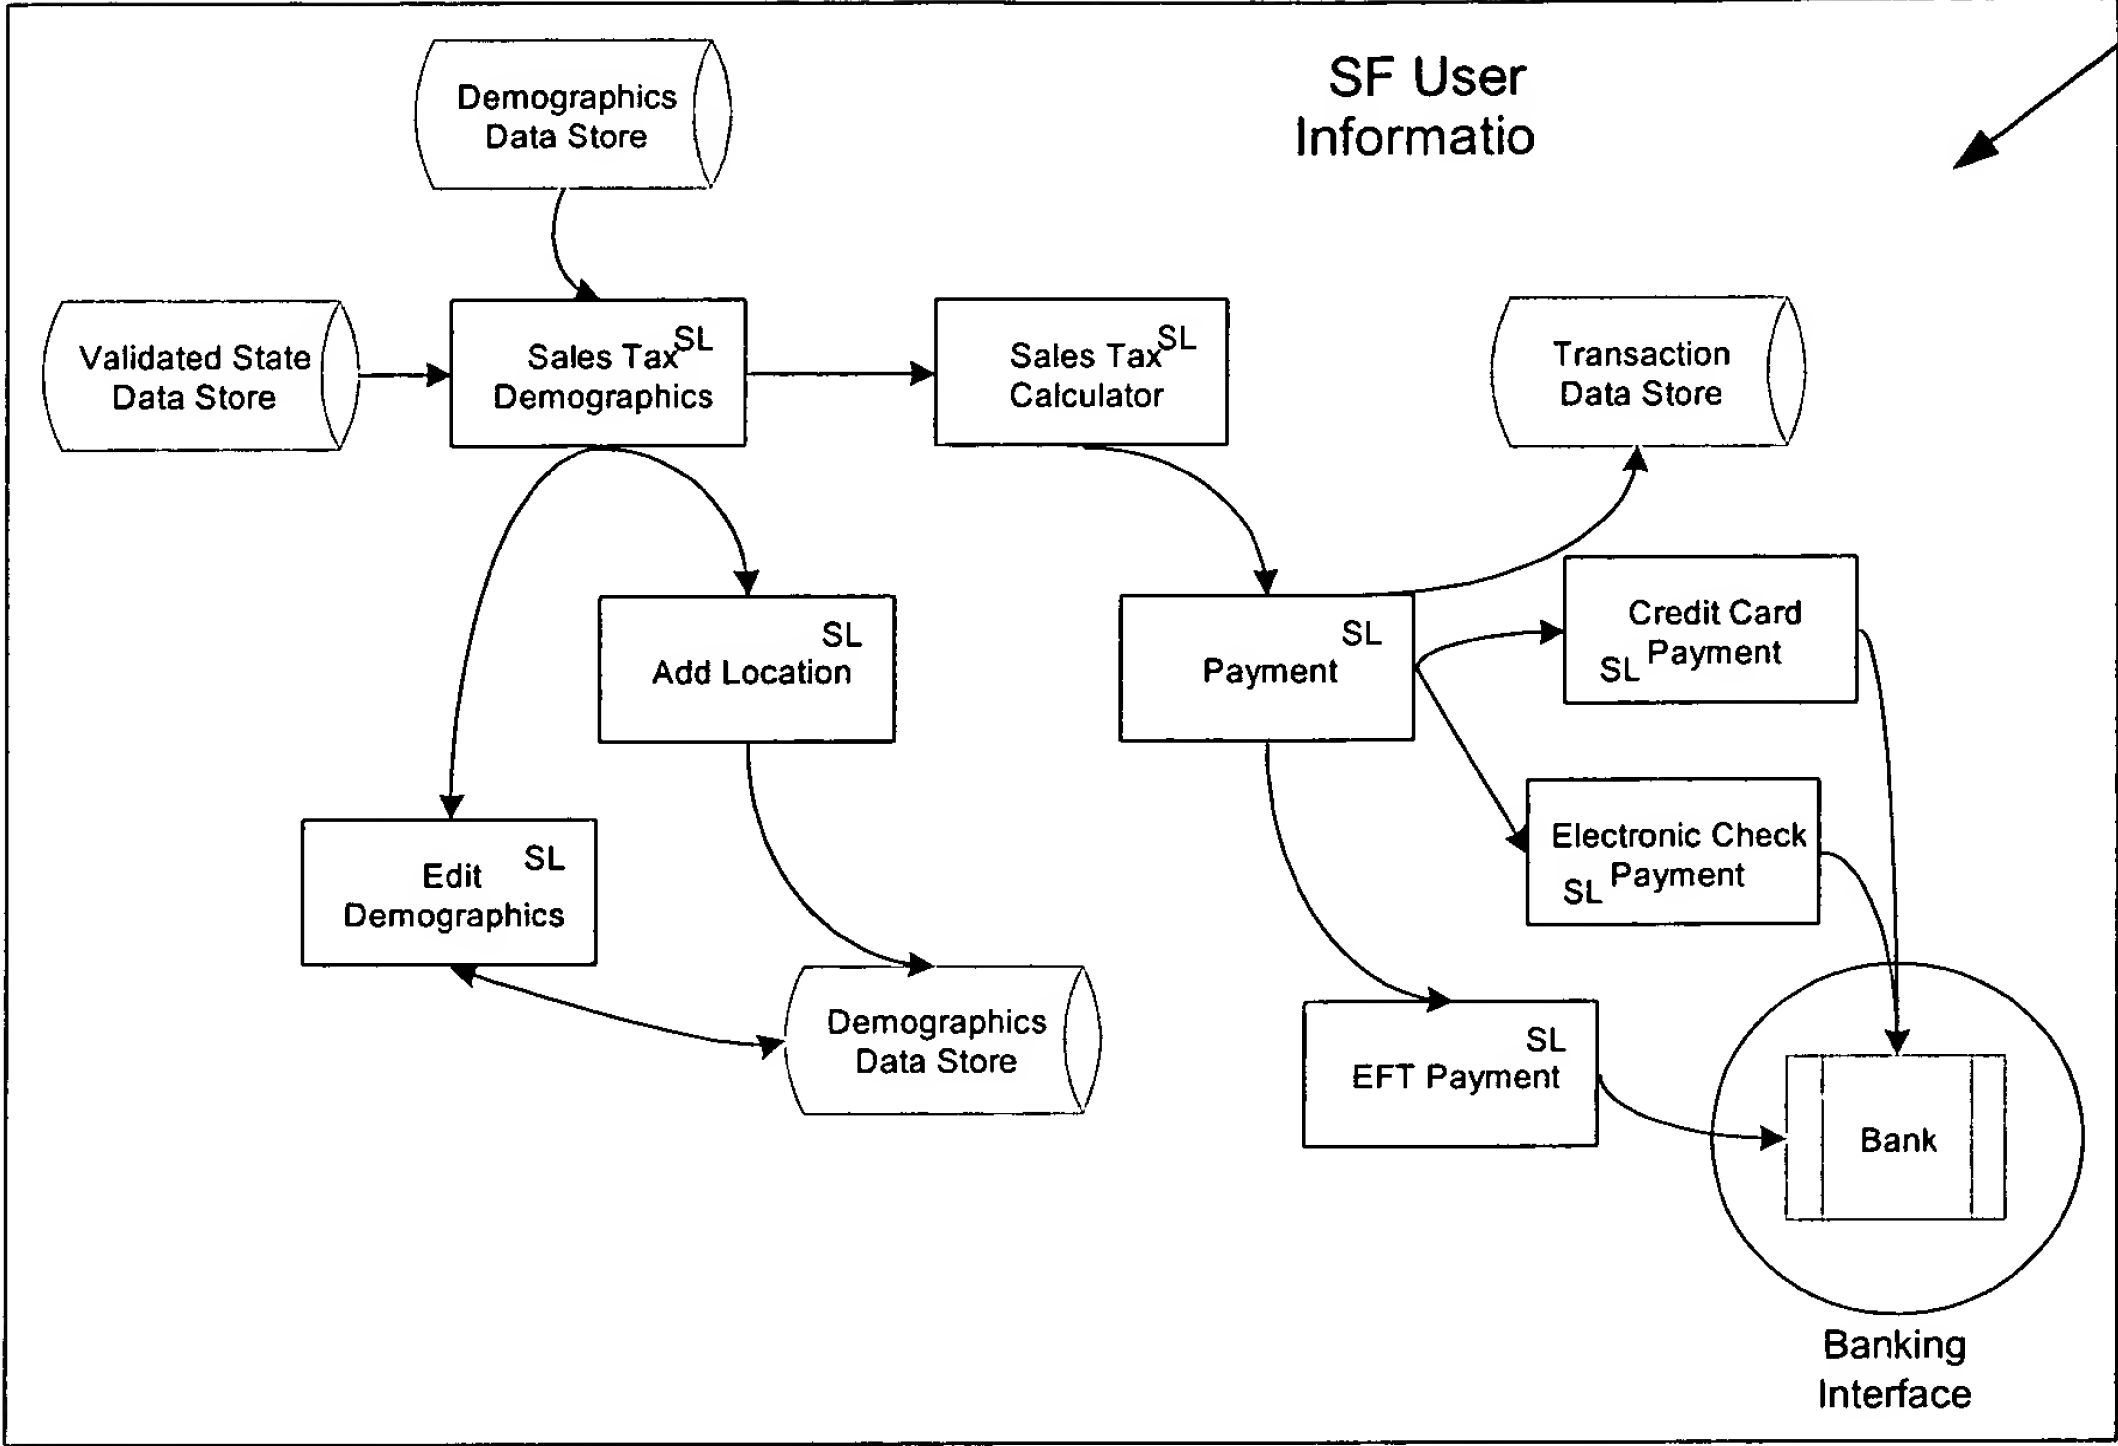 SF User
Informatio
Demographics
Data Store
Validated State
Data Store
SL
Sales Tax
Demographics
SL
Sales Tax
Calculator
Transaction
Data Store
SL
Add Location
SL
Payment
Credit Card
Payment
SL
Electronic Check
Payment
SL
SL
Edit
Demographics
Demographics
Data Store
SL
EFT Payment
Bank
Banking
Interface